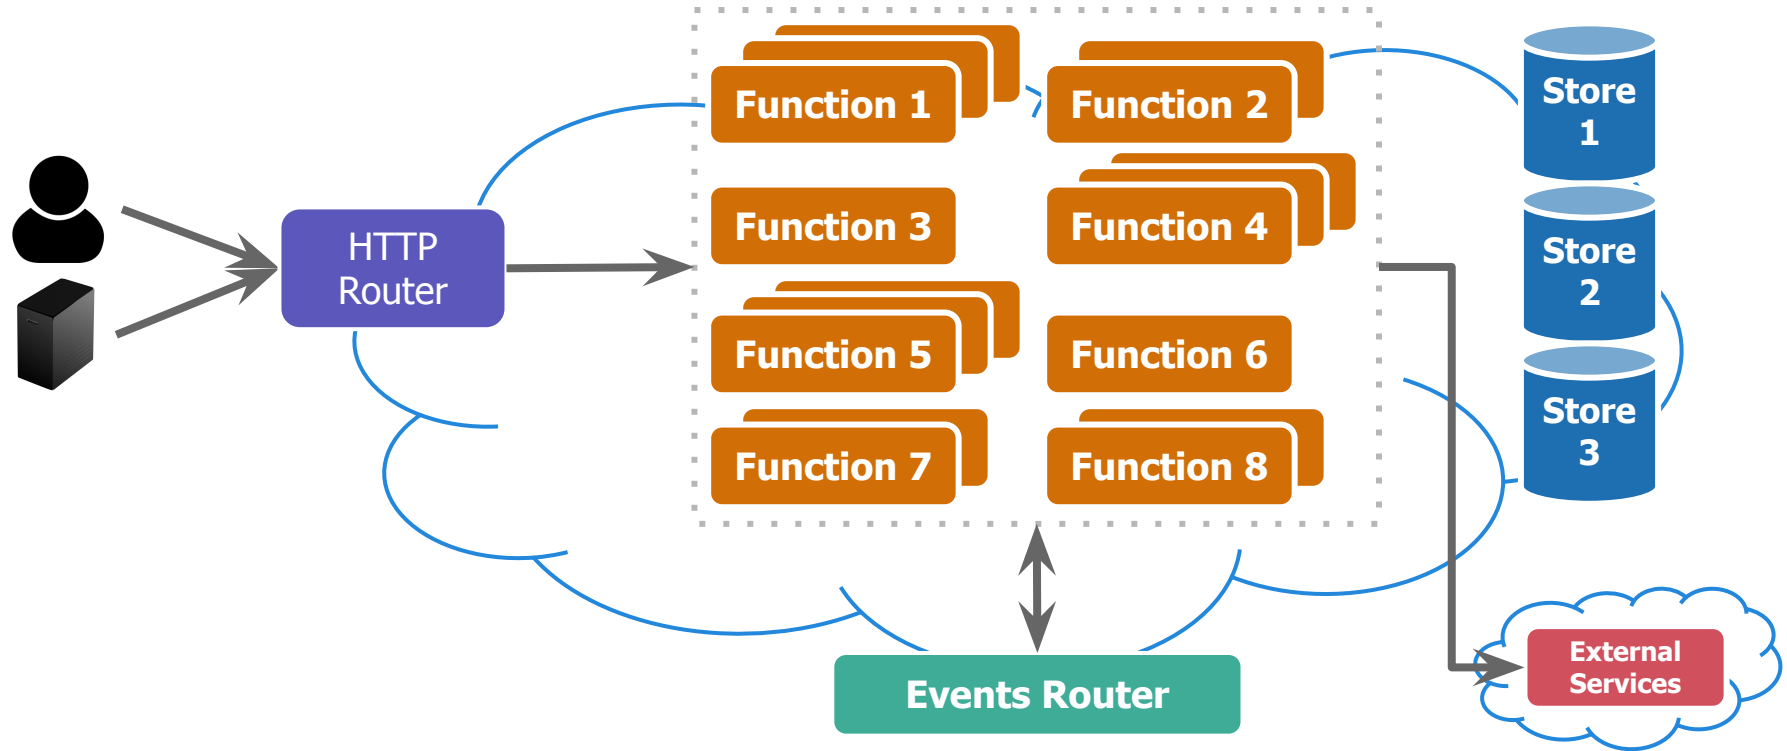 Function 1
Function 2
Store
1
HTTP
Router
Function 3
Function 4
Store
2
Function 5
Function 6
Store
3
Function 7
Function 8
External
Services
Events Router